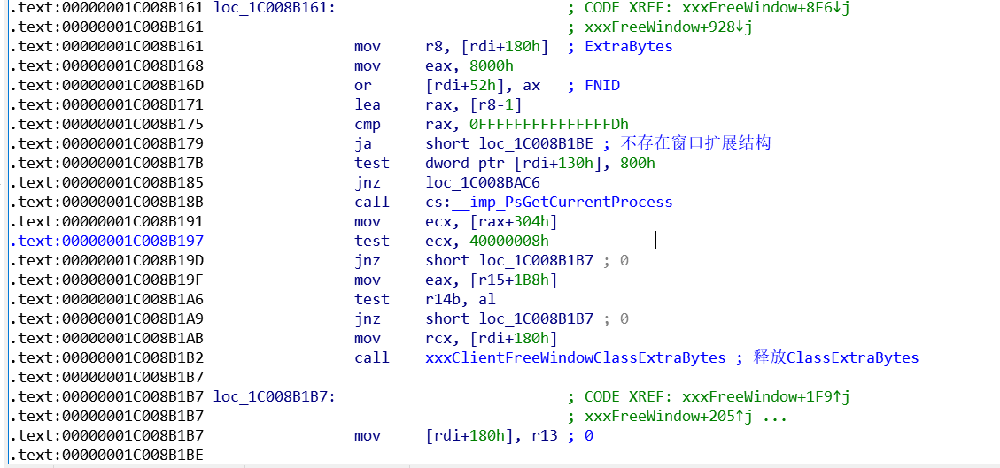 .text:00000001C008B161 loc_1C008B161: ; CODE XREF: xxxFreeWindow+8F6↓j
.text:00000001C008B161 ; xxxFreeWindow+928↓j
.text:00000001C008B161 mov r8, [rdi+180h] ; ExtraBytes
.text:00000001C008B168 mov eax, 8000h
.text:00000001C008B16D or [rdi+52h], ax ; FNID
.text:00000001C008B171 lea rax, [r8-1]
.text:00000001C008B175 cmp rax, 0FFFFFFFFFFFFFFFDh
.text:00000001C008B179 ja short loc_1C008B1BE ; 不存在窗口扩展结构
.text:00000001C008B17B test dword ptr [rdi+130h], 800h
.text:00000001C008B185 jnz loc_1C008BAC6
.text:00000001C008B18B call cs:__imp_PsGetCurrentProcess
.text:00000001C008B191 mov ecx, [rax+304h]
.text:00000001C008B197 test ecx, 40000008h
.text:00000001C008B19D jnz short loc_1C008B1B7 ; 0
.text:00000001C008B19F mov eax, [r15+1B8h]
.text:00000001C008B1A6 test r14b, al
.text:00000001C008B1A9 jnz short loc_1C008B1B7 ; 0
.text:00000001C008B1AB mov rcx, [rdi+180h]
.text:00000001C008B1B2 call xxxClientFreeWindowClassExtraBytes ; 释放ClassExtraBytes
.text:00000001C008B1B7
.text:00000001C008B1B7 loc_1C008B1B7: ; CODE XREF: xxxFreeWindow+1F9↑j
.text:00000001C008B1B7 ; xxxFreeWindow+205↑j ...
.text:00000001C008B1B7 mov [rdi+180h], r13 ; 0
.text:00000001C008B1BE